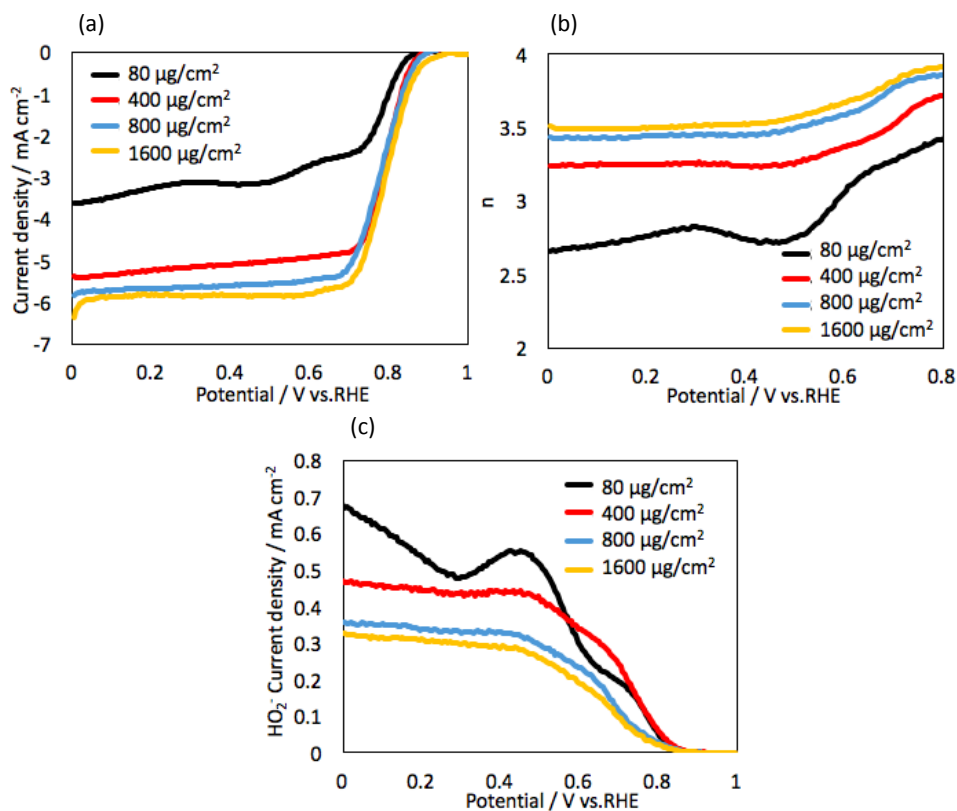 (a)
0
-1
-2
-3
-4
-5
-6
-7
Current density / mA cm⁻²
80 µg/cm²
400 µg/cm²
800 µg/cm²
1600 µg/cm²
0 0.2 0.4 0.6 0.8 1
Potential / V vs.RHE
(b)
4
3.5
3
2.5
2
n
80 µg/cm²
400 µg/cm²
800 µg/cm²
1600 µg/cm²
0 0.2 0.4 0.6 0.8
Potential / V vs.RHE
(c)
0.8
0.7
0.6
0.5
0.4
0.3
0.2
0.1
0
HO₂⁻ Current density / mA cm⁻²
80 µg/cm²
400 µg/cm²
800 µg/cm²
1600 µg/cm²
0 0.2 0.4 0.6 0.8 1
Potential / V vs.RHE